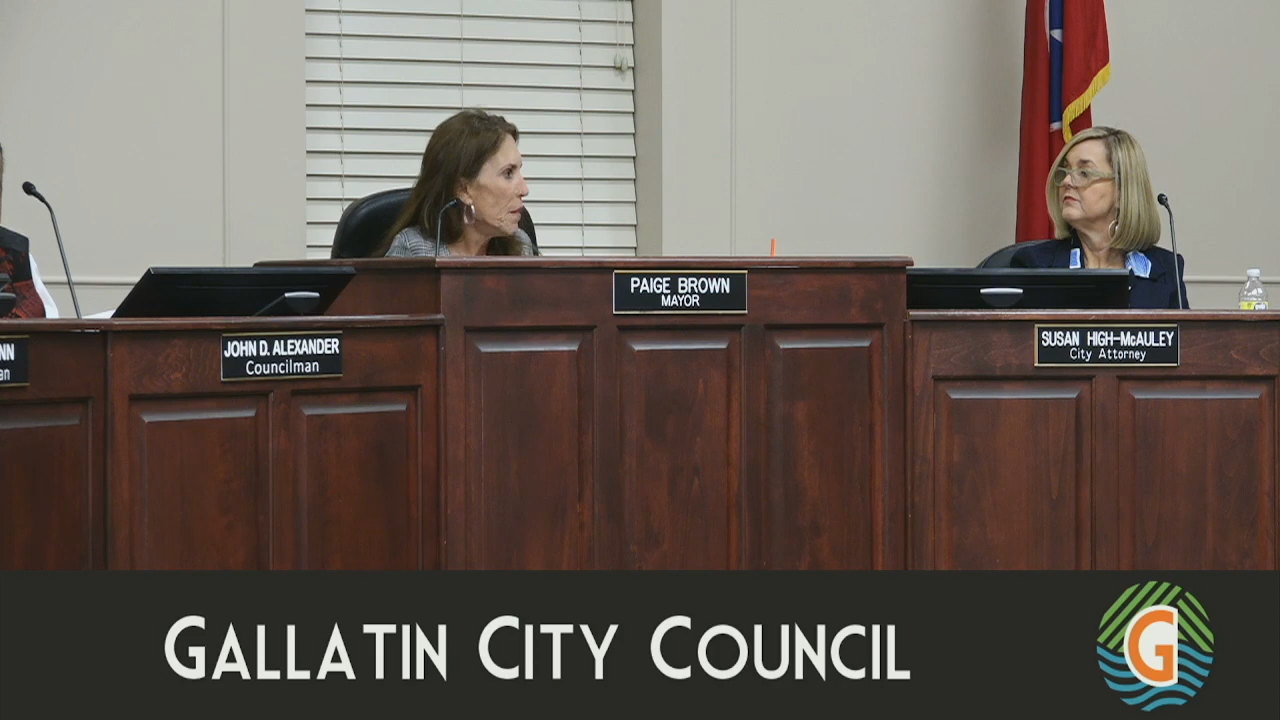 PAIGE BROWN
MAYOR
JOHN D. ALEXANDER
Councilman
SUSAN HIGH-McAULEY
City Attorney
GALLATIN CITY COUNCIL
G